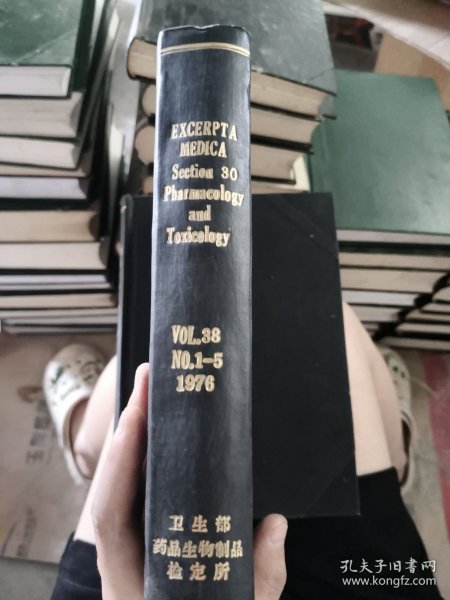 EXCERPTA
MEDICA
Section 30
Pharmacology
and
Toxicology
VOL.38
NO.1-5
1976
卫生部
药品生物制品
检定所
孔夫子旧书网
www.kongfz.com